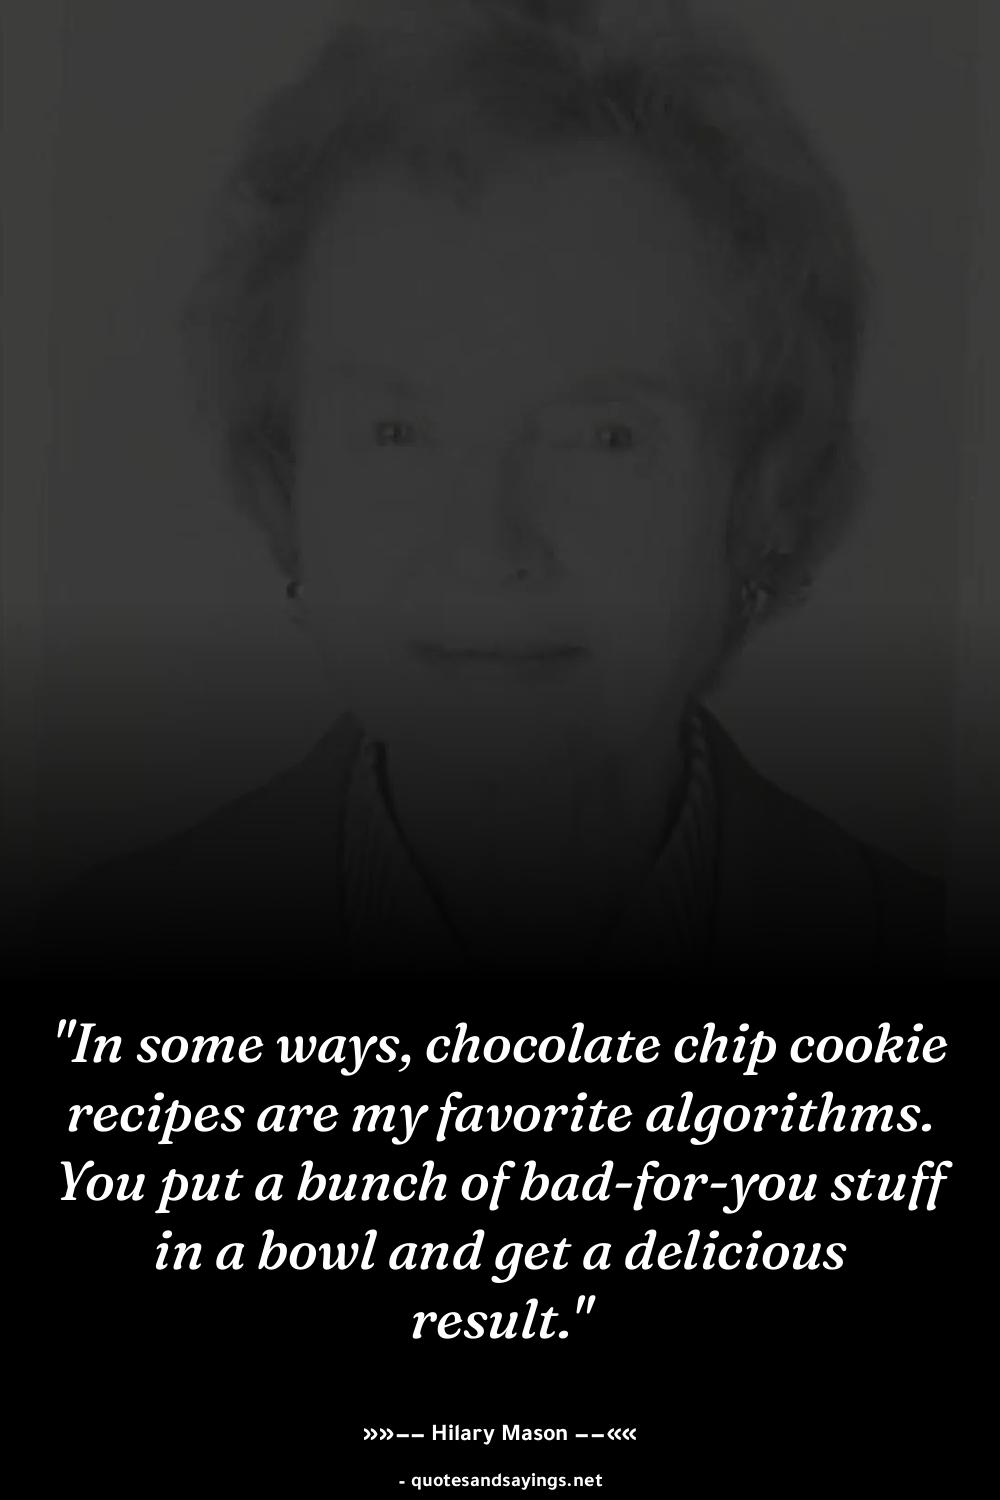 "In some ways, chocolate chip cookie
recipes are my favorite algorithms.
You put a bunch of bad-for-you stuff
in a bowl and get a delicious
result."
»»–– Hilary Mason ––««
- quotesandsayings.net